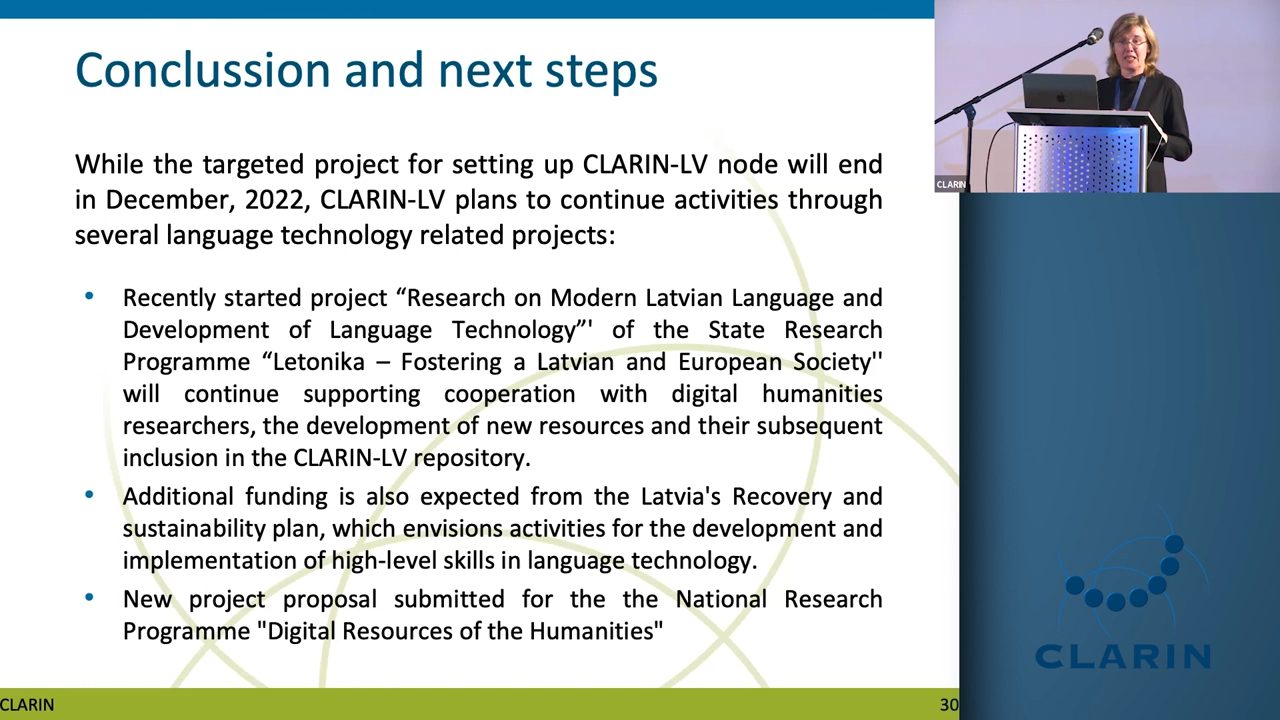 Conclussion and next steps
While the targeted project for setting up CLARIN-LV node will end
in December, 2022, CLARIN-LV plans to continue activities through
several language technology related projects:
• Recently started project “Research on Modern Latvian Language and
Development of Language Technology”' of the State Research
Programme “Letonika – Fostering a Latvian and European Society''
will continue supporting cooperation with digital humanities
researchers, the development of new resources and their subsequent
inclusion in the CLARIN-LV repository.
• Additional funding is also expected from the Latvia's Recovery and
sustainability plan, which envisions activities for the development and
implementation of high-level skills in language technology.
• New project proposal submitted for the the National Research
Programme "Digital Resources of the Humanities"
CLARIN
30
CLARIN
CLARIN